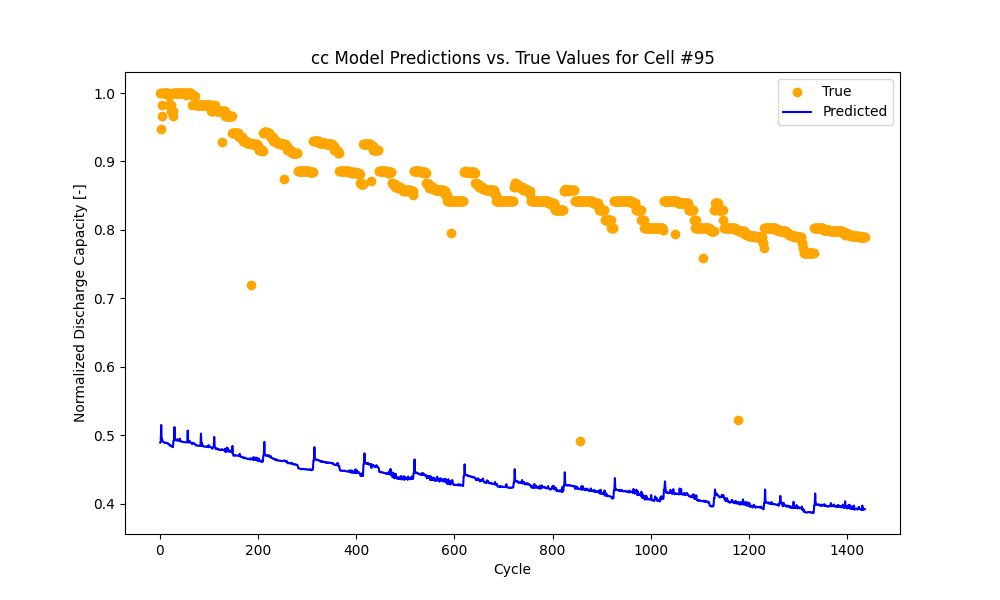 cc Model Predictions vs. True Values for Cell #95
True
Predicted
Normalized Discharge Capacity [-]
1.0
0.9
0.8
0.7
0.6
0.5
0.4
0 200 400 600 800 1000 1200 1400
Cycle